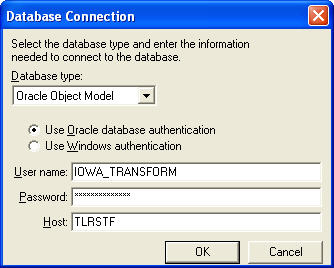 Database Connection
Select the database type and enter the information
needed to connect to the database.
Database type:
Oracle Object Model
Use Oracle database authentication
Use Windows authentication
User name: IOWA_TRANSFORM
Password: *************
Host: TLRSTF
OK Cancel